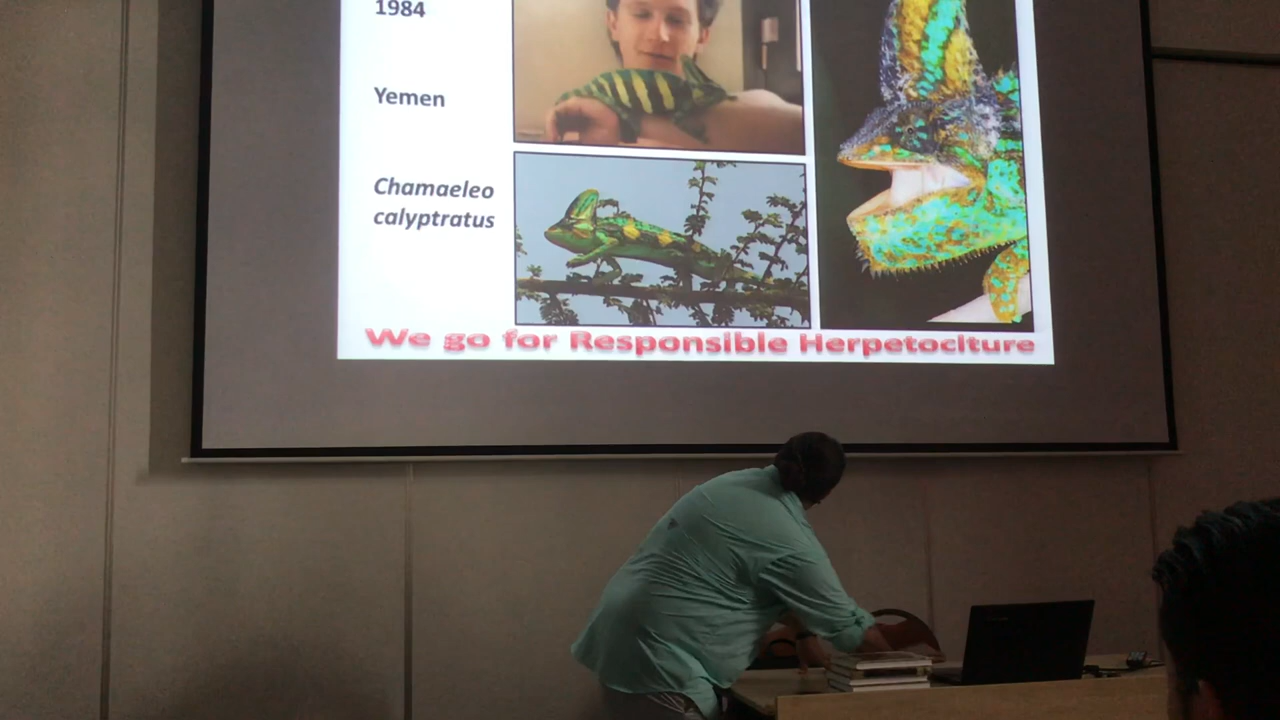 1984
Yemen
Chamaeleo
calyptratus
We go for Responsible Herpetoclture